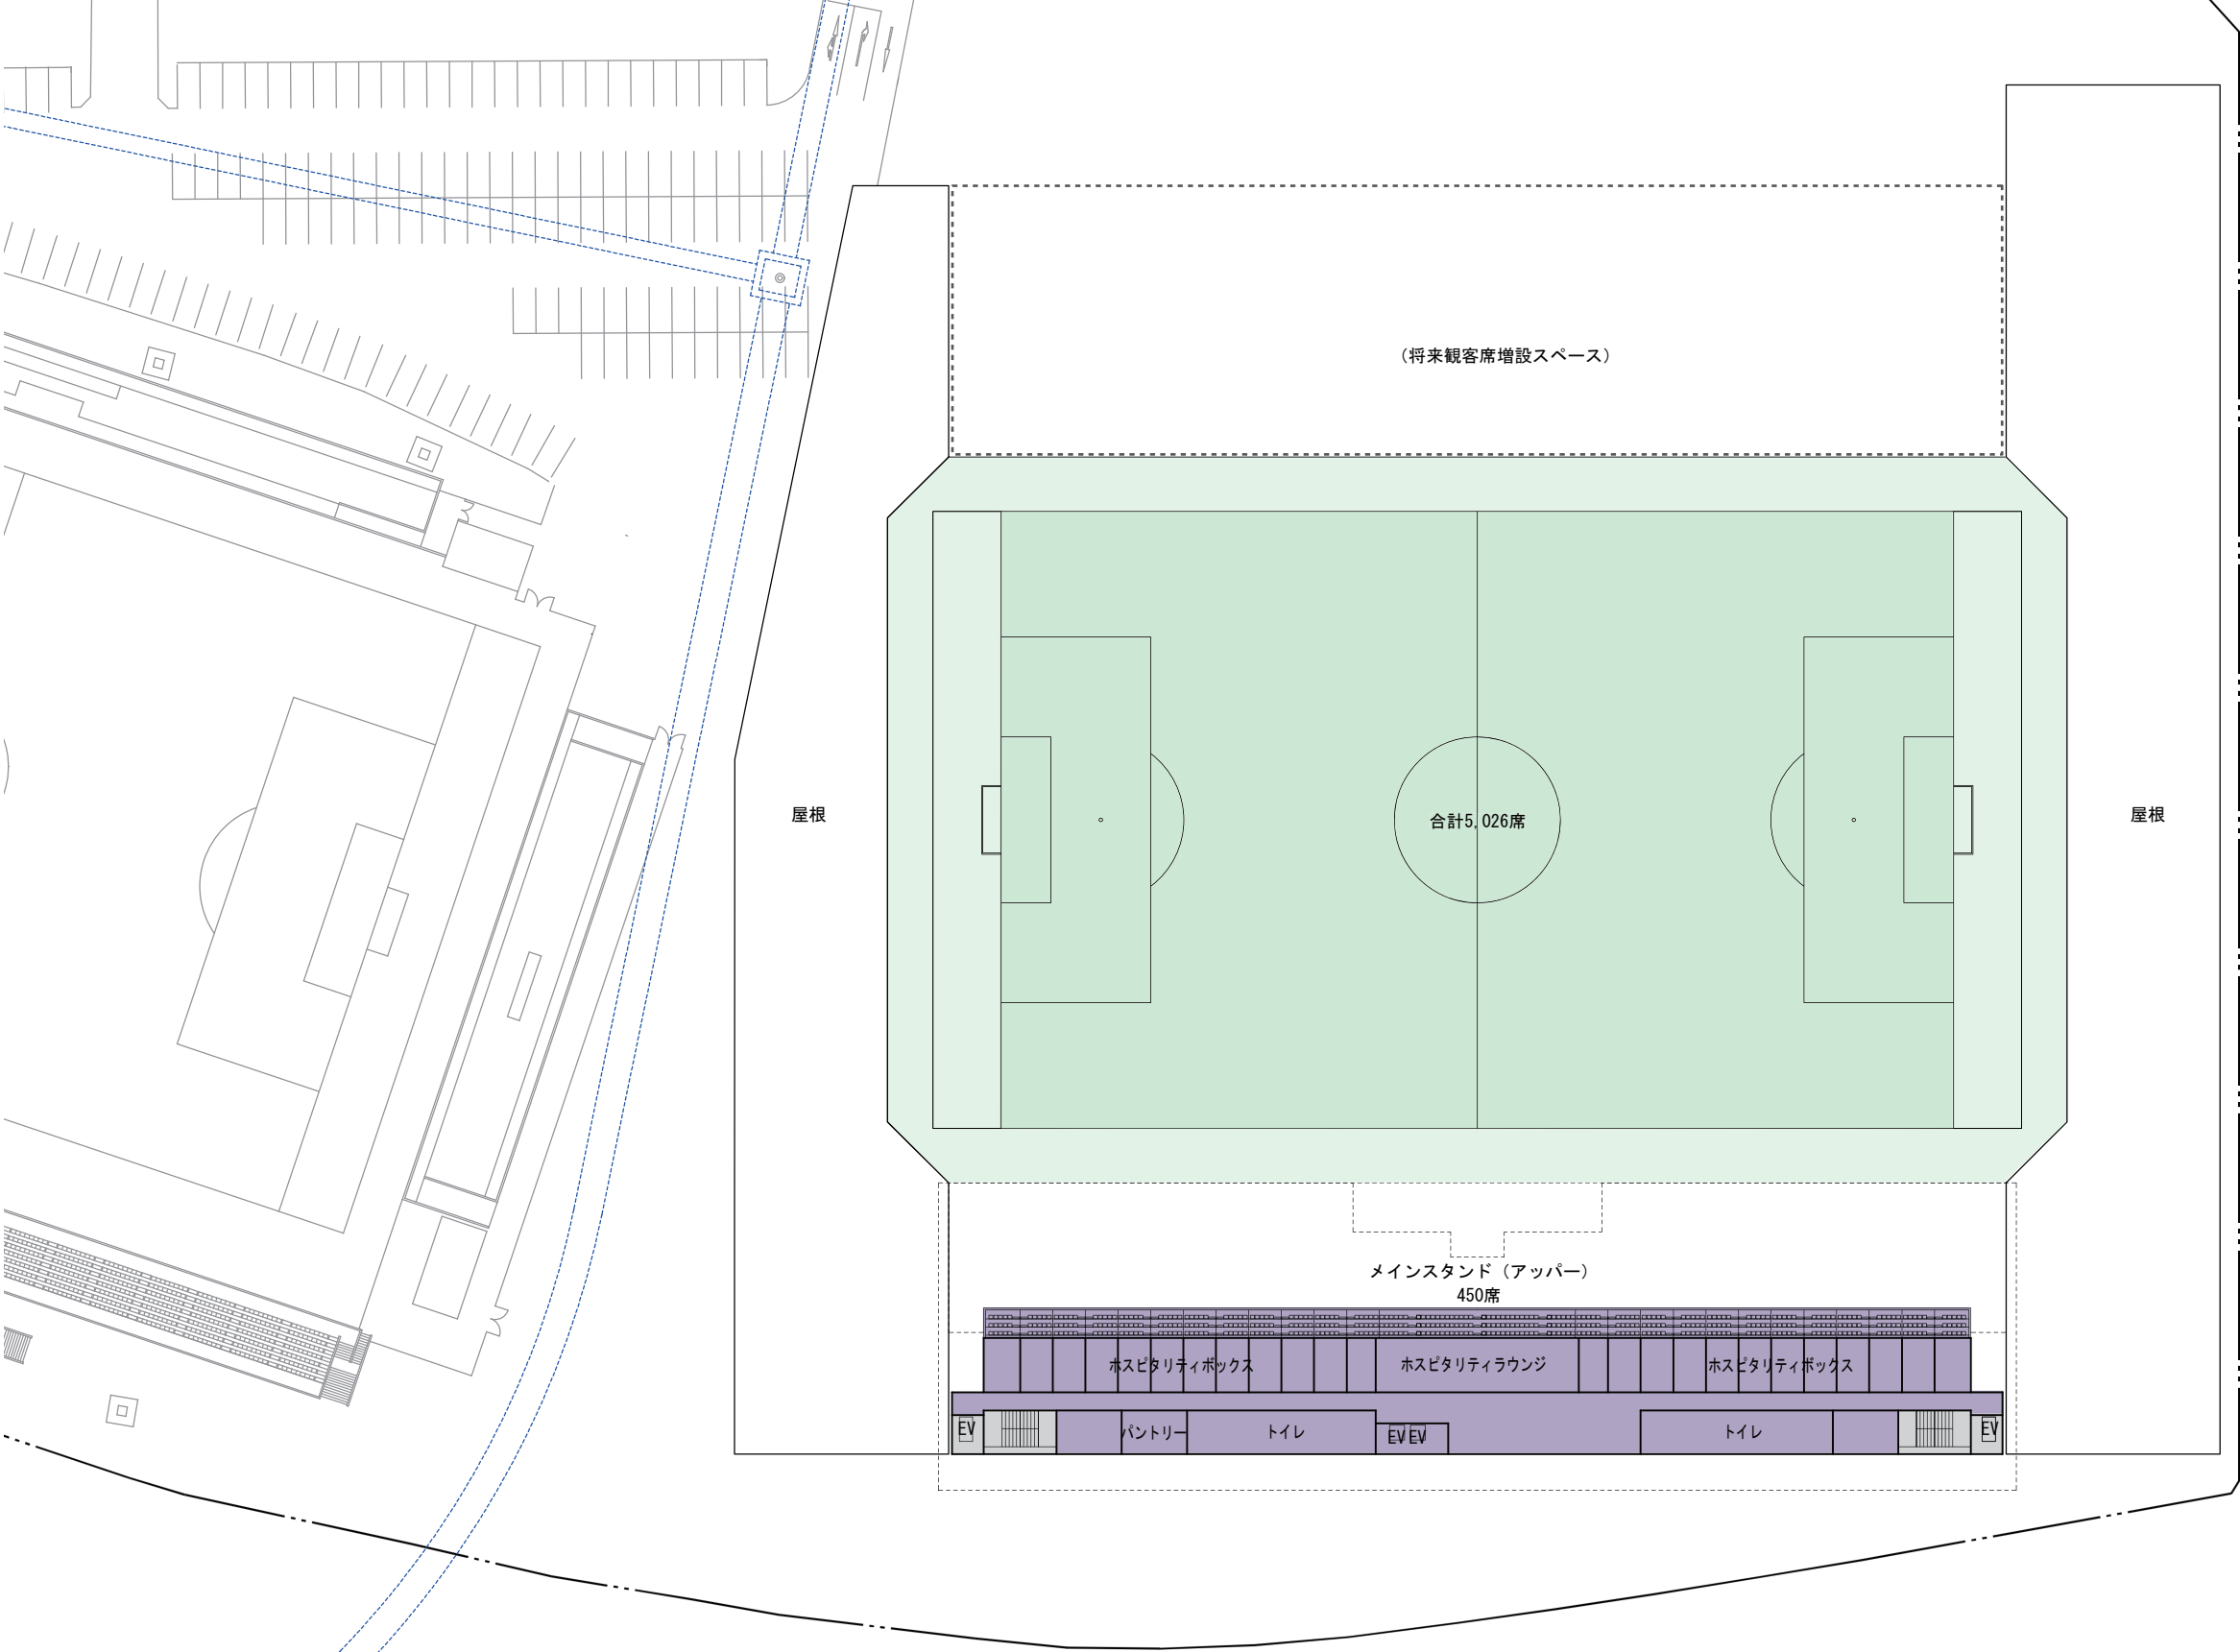 （将来観客席増設スペース）
屋根
合計5,026席
屋根
メインスタンド（アッパー）
450席
ホスピタリティボックス
ホスピタリティラウンジ
ホスピタリティボックス
EV
パントリー
トイレ
EV
EV
トイレ
EV